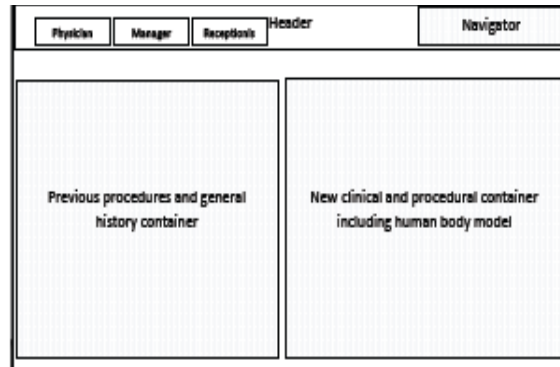 Header
Navigator
Physician
Manager
Receptionis
Previous procedures and general
history container
New clinical and procedural container
including human body model